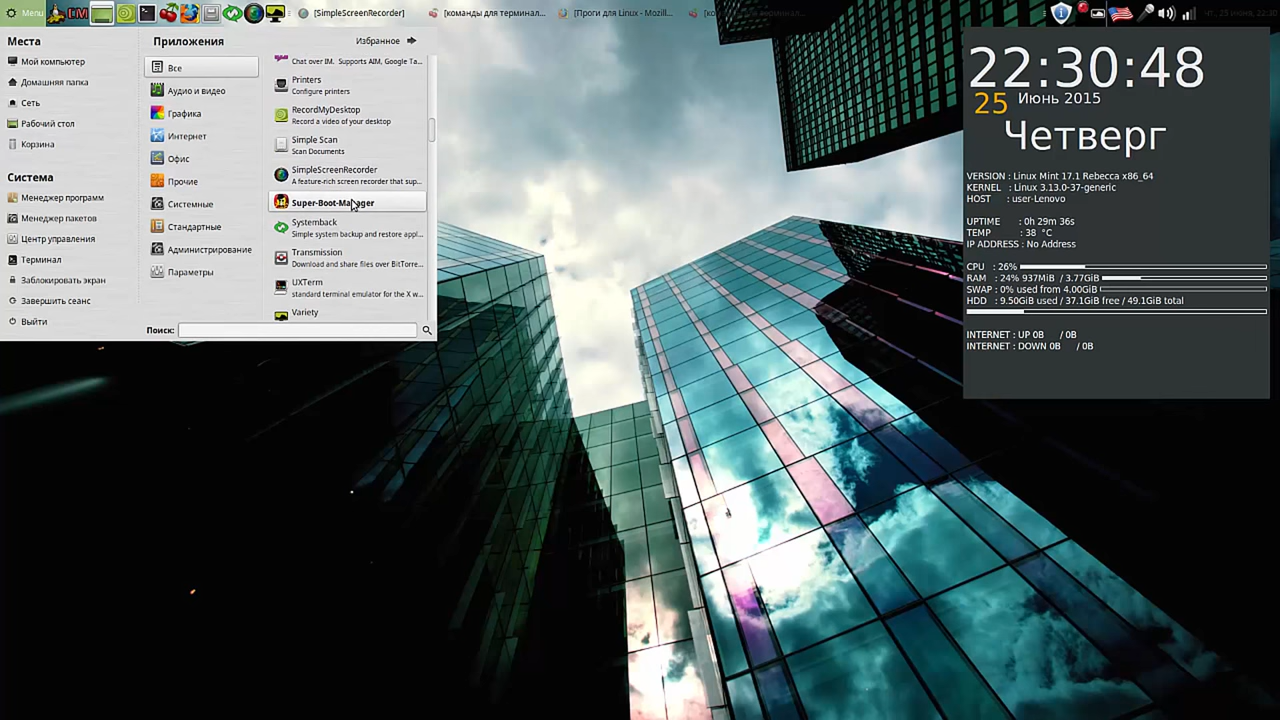 Menu
[SimpleScreenRecorder]
[команды для терминал...
[Проги для Linux - Mozill...
Места
Мой компьютер
Домашняя папка
Сеть
Рабочий стол
Корзина
Система
Менеджер программ
Менеджер пакетов
Центр управления
Терминал
Заблокировать экран
Завершить сеанс
Выйти
Приложения
Избранное
Все
Аудио и видео
Графика
Интернет
Офис
Прочие
Системные
Стандартные
Администрирование
Параметры
Chat over IM. Supports AIM, Google Ta...
Printers
Configure printers
RecordMyDesktop
Record a video of your desktop
Simple Scan
Scan Documents
SimpleScreenRecorder
A feature-rich screen recorder that sup...
Super-Boot-Manager
Systemback
Simple system backup and restore appl...
Transmission
Download and share files over BitTorre...
UXTerm
standard terminal emulator for the X w...
Variety
Поиск:
22:30:48
25 Июнь 2015
Четверг
VERSION : Linux Mint 17.1 Rebecca x86_64
KERNEL : Linux 3.13.0-37-generic
HOST : user-Lenovo
UPTIME : 0h 29m 36s
TEMP : 38 °C
IP ADDRESS : No Address
CPU : 26%
RAM : 24% 937MiB / 3.77GiB
SWAP : 0% used from 4.00GiB
HDD : 9.50GiB used / 37.1GiB free / 49.1GiB total
INTERNET : UP 0B / 0B
INTERNET : DOWN 0B / 0B